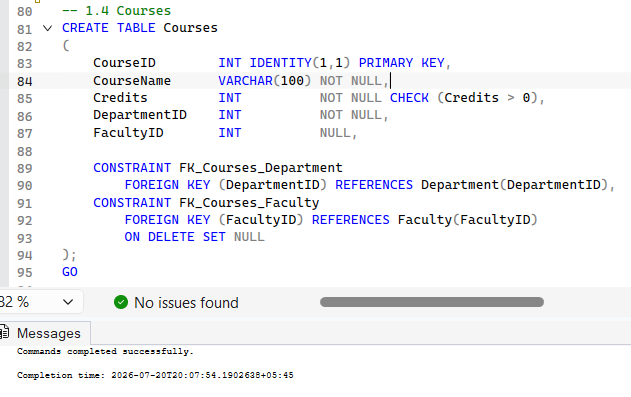 80 -- 1.4 Courses
81 CREATE TABLE Courses
82 (
83 CourseID INT IDENTITY(1,1) PRIMARY KEY,
84 CourseName VARCHAR(100) NOT NULL,
85 Credits INT NOT NULL CHECK (Credits > 0),
86 DepartmentID INT NOT NULL,
87 FacultyID INT NULL,
88
89 CONSTRAINT FK_Courses_Department
90 FOREIGN KEY (DepartmentID) REFERENCES Department(DepartmentID),
91 CONSTRAINT FK_Courses_Faculty
92 FOREIGN KEY (FacultyID) REFERENCES Faculty(FacultyID)
93 ON DELETE SET NULL
94 );
95 GO
82 % No issues found
Messages
Commands completed successfully.
Completion time: 2026-07-20T20:07:54.1902638+05:45